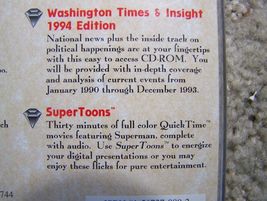 Washington Times & Insight
1994 Edition
National news plus the inside track on
political happenings are at your fingertips
with this easy to access CD-ROM. You
will be provided with in-depth coverage
and analysis of current events from
January 1990 through December 1993.
SuperToons™
Thirty minutes of full color QuickTime™
movies featuring Superman, complete
with audio. Use SuperToons™ to energize
your digital presentations or you may
enjoy these flicks for pure entertainment.
744